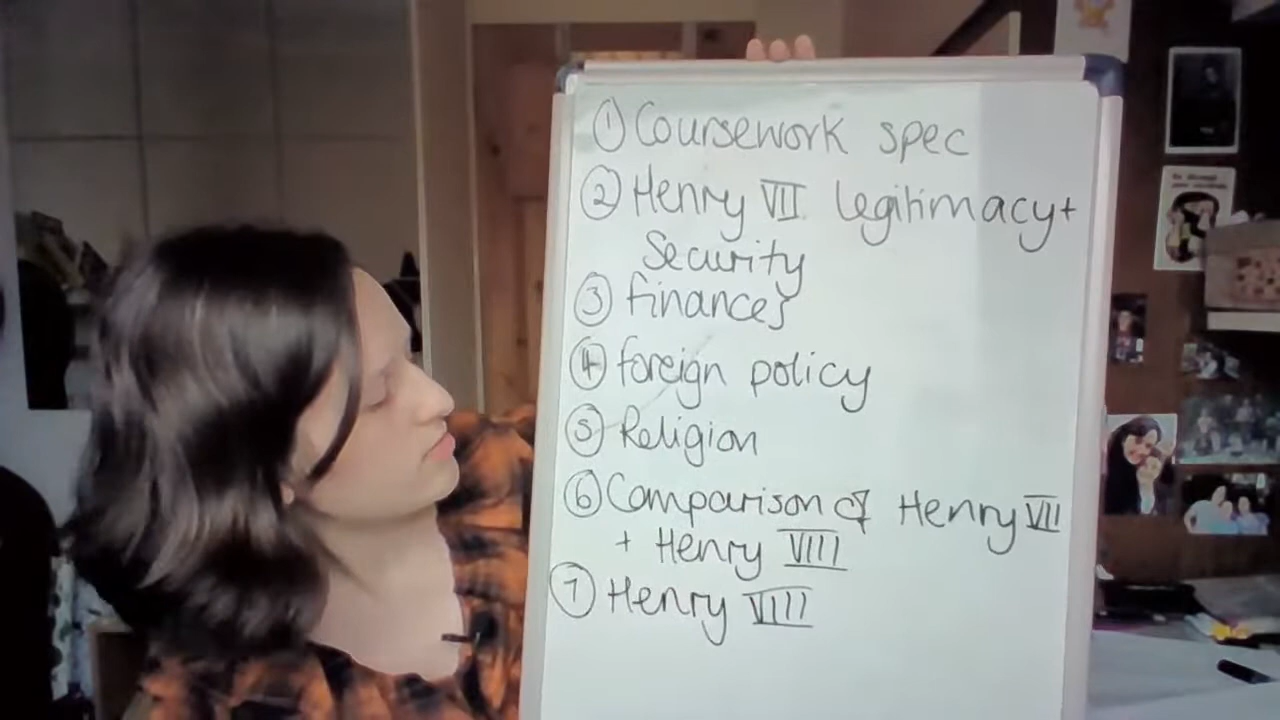 ① Coursework spec
② Henry VII legitimacy +
Security
③ finances
④ foreign policy
⑤ Religion
⑥ Comparison of Henry VII
+ Henry VIII
⑦ Henry VIII